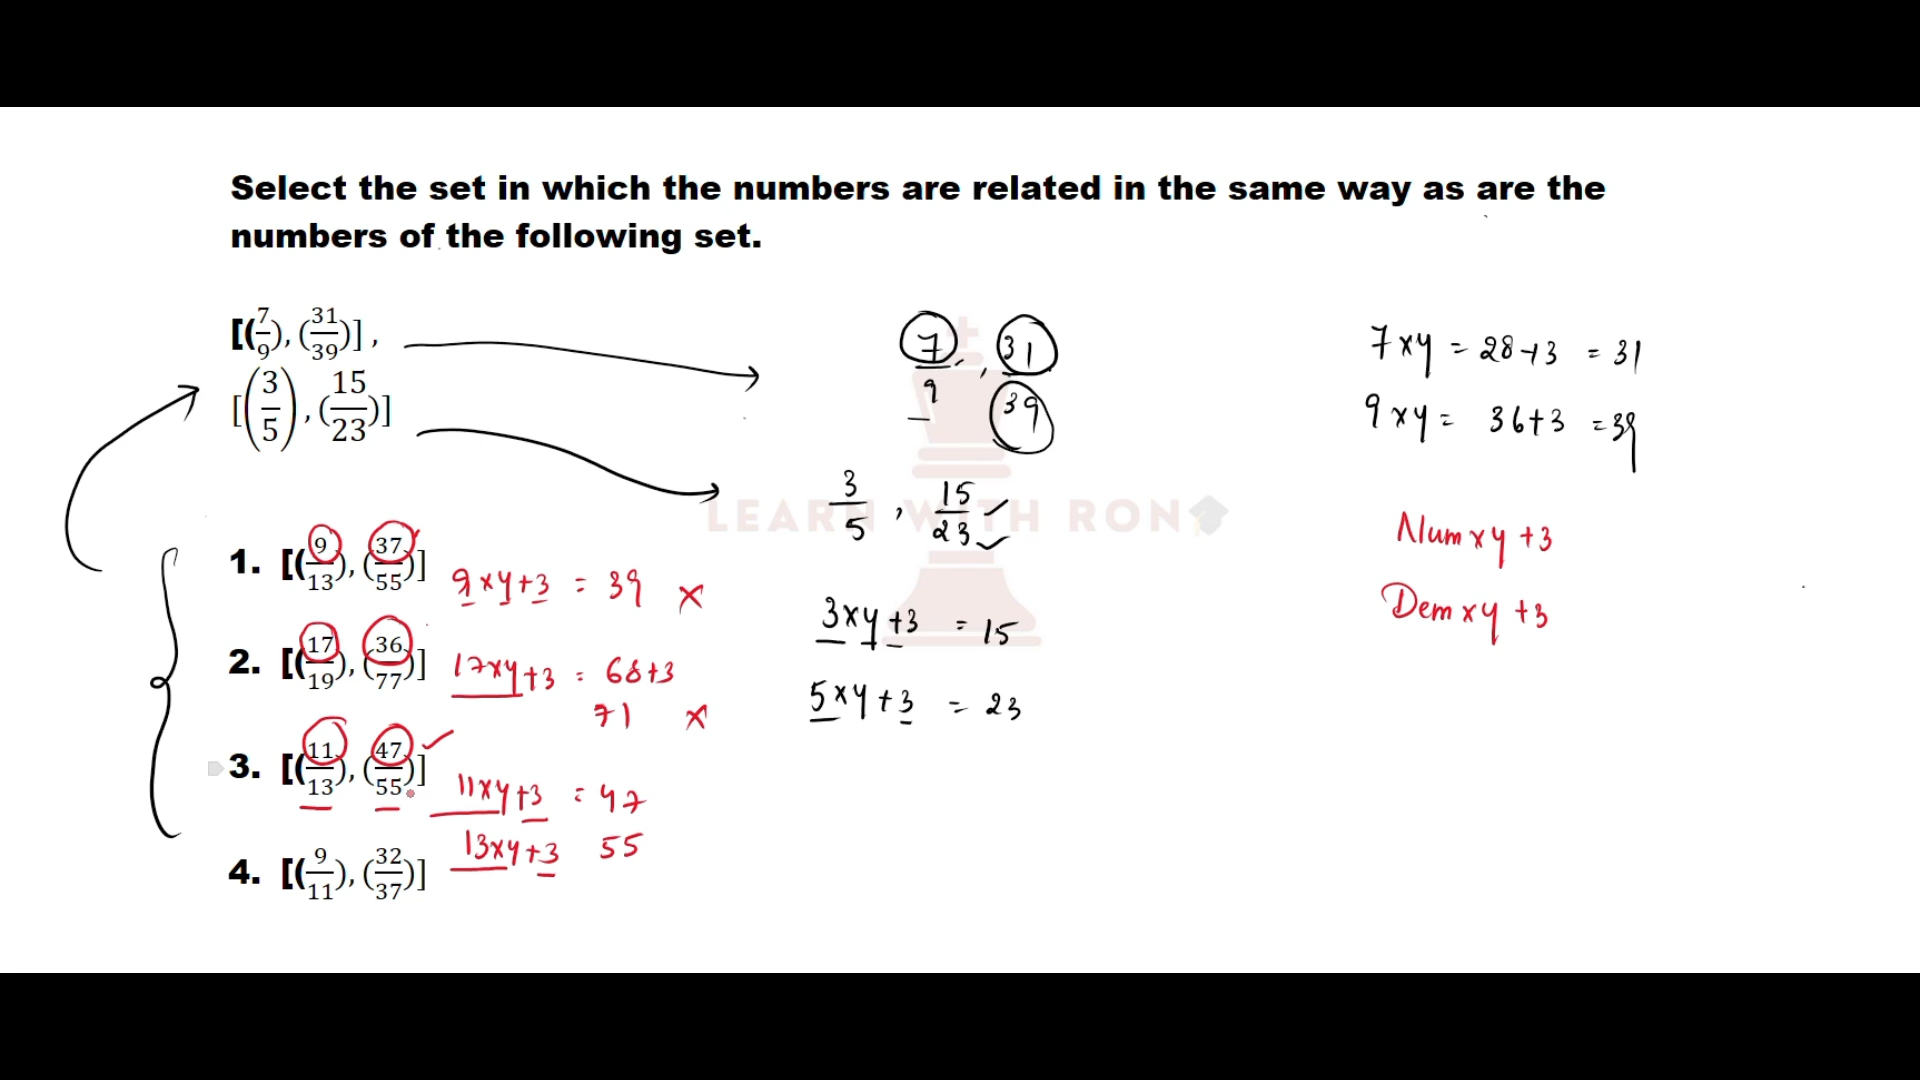 Select the set in which the numbers are related in the same way as are the
numbers of the following set.
[(7/9), (31/39)] ,
[(3/5), (15/23)]
1. [(9/13), (37/55)]
2. [(17/19), (36/77)]
3. [(11/13), (47/55)]
4. [(9/11), (32/37)]
9×4+3 = 39 ×
17×4+3 = 68+3
71 ×
11×4+3 = 47
13×4+3 55
7/9 , 31/39
3/5 , 15/23
3×4+3 = 15
5×4+3 = 23
7×4 = 28+3 = 31
9×4 = 36+3 = 39
Num×4+3
Dem×4+3
LEARN WITH RON